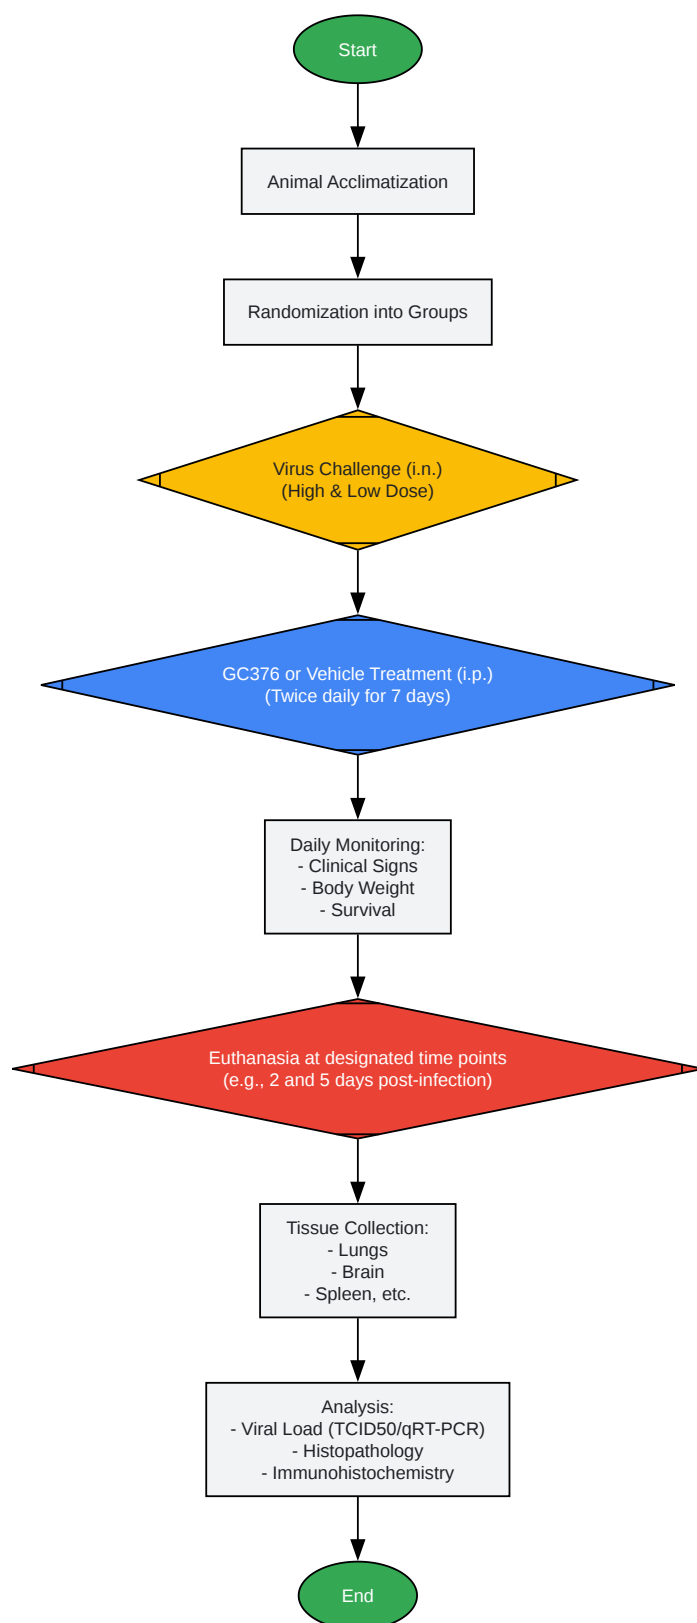 Start
Animal Acclimatization
Randomization into Groups
Virus Challenge (i.n.)
(High & Low Dose)
GC376 or Vehicle Treatment (i.p.)
(Twice daily for 7 days)
Daily Monitoring:
- Clinical Signs
- Body Weight
- Survival
Euthanasia at designated time points
(e.g., 2 and 5 days post-infection)
Tissue Collection:
- Lungs
- Brain
- Spleen, etc.
Analysis:
- Viral Load (TCID50/qRT-PCR)
- Histopathology
- Immunohistochemistry
End